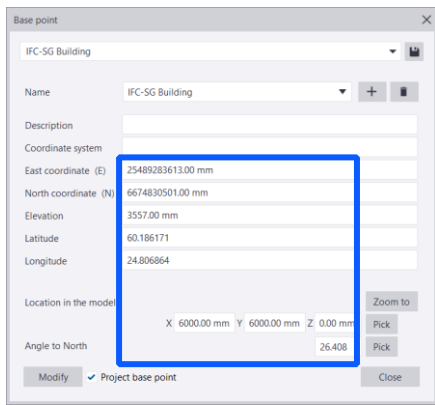 Base point
IFC-SG Building
Name IFC-SG Building
Description
Coordinate system
East coordinate (E) 25489283613.00 mm
North coordinate (N) 6674830501.00 mm
Elevation 3557.00 mm
Latitude 60.186171
Longitude 24.806864
Location in the model Zoom to
X 6000.00 mm Y 6000.00 mm Z 0.00 mm Pick
Angle to North 26.408 Pick
Modify Project base point Close